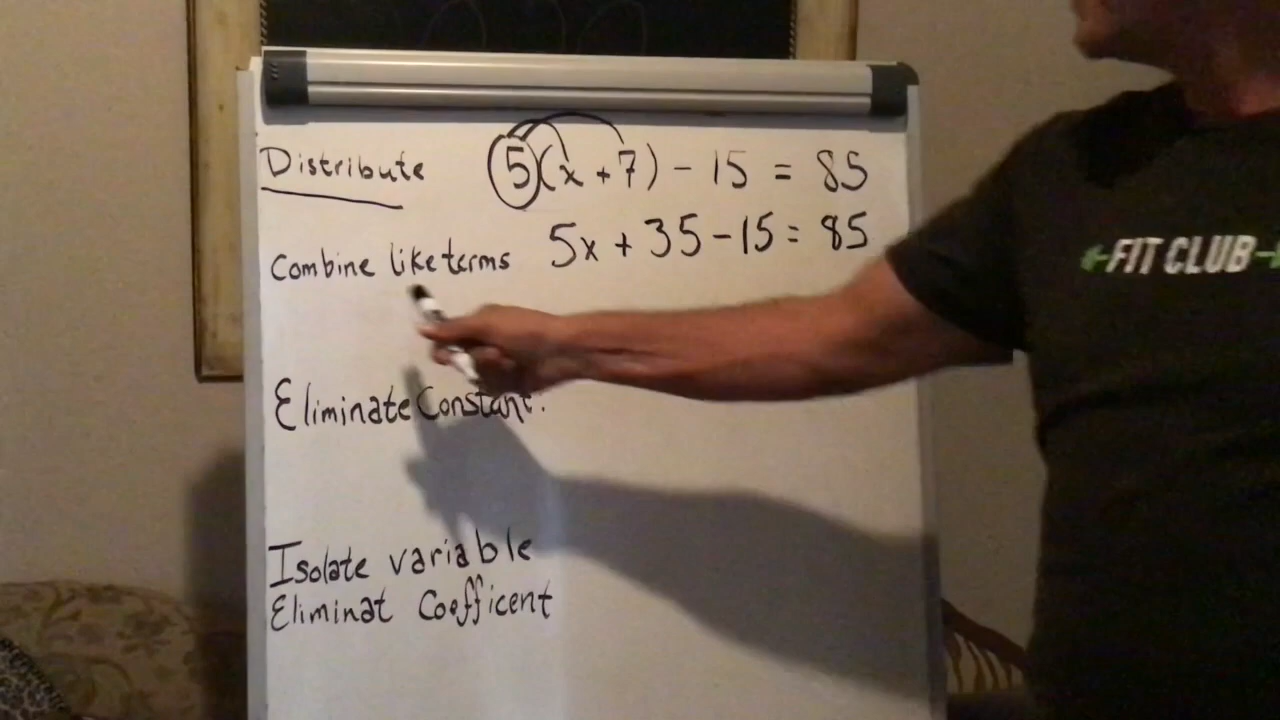 Distribute 5(x + 7) - 15 = 85
Combine like terms 5x + 35 - 15 = 85
Eliminate Constant.
Isolate variable
Eliminat Coefficent
FIT CLUB